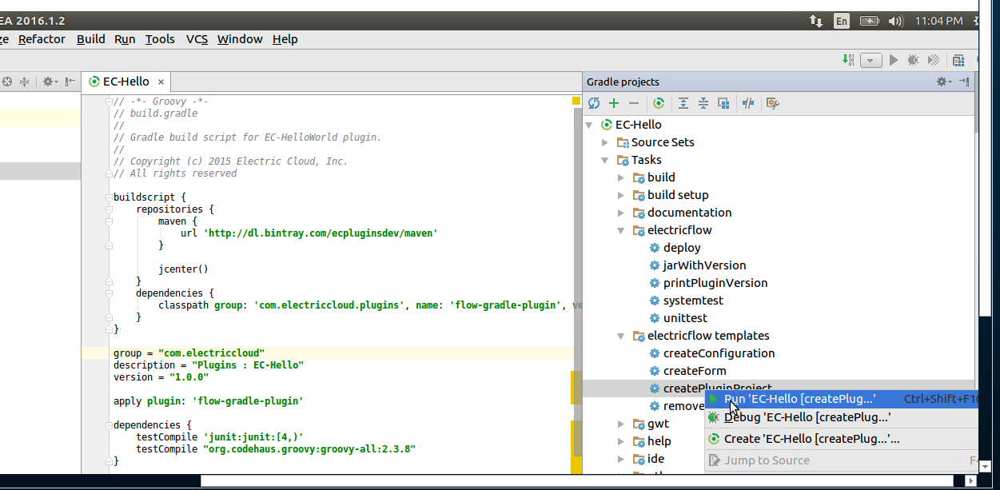 EA 2016.1.2
En
11:04 PM
ze Refactor Build Run Tools VCS Window Help
EC-Hello
Gradle projects
// -*- Groovy -*-
// build.gradle
//
// Gradle build script for EC-HelloWorld plugin.
//
// Copyright (c) 2015 Electric Cloud, Inc.
// All rights reserved
buildscript {
repositories {
maven {
url 'http://dl.bintray.com/ecpluginsdev/maven'
}
jcenter()
}
dependencies {
classpath group: 'com.electriccloud.plugins', name: 'flow-gradle-plugin', ve
}
}
group = "com.electriccloud"
description = "Plugins : EC-Hello"
version = "1.0.0"
apply plugin: 'flow-gradle-plugin'
dependencies {
testCompile 'junit:junit:[4,)'
testCompile "org.codehaus.groovy:groovy-all:2.3.8"
}
EC-Hello
Source Sets
Tasks
build
build setup
documentation
electricflow
deploy
jarWithVersion
printPluginVersion
systemtest
unittest
electricflow templates
createConfiguration
createForm
createPluginProject
remove
gwt
help
ide
Run 'EC-Hello [createPlug...' Ctrl+Shift+F10
Debug 'EC-Hello [createPlug...'
Create 'EC-Hello [createPlug...'...
Jump to Source F4